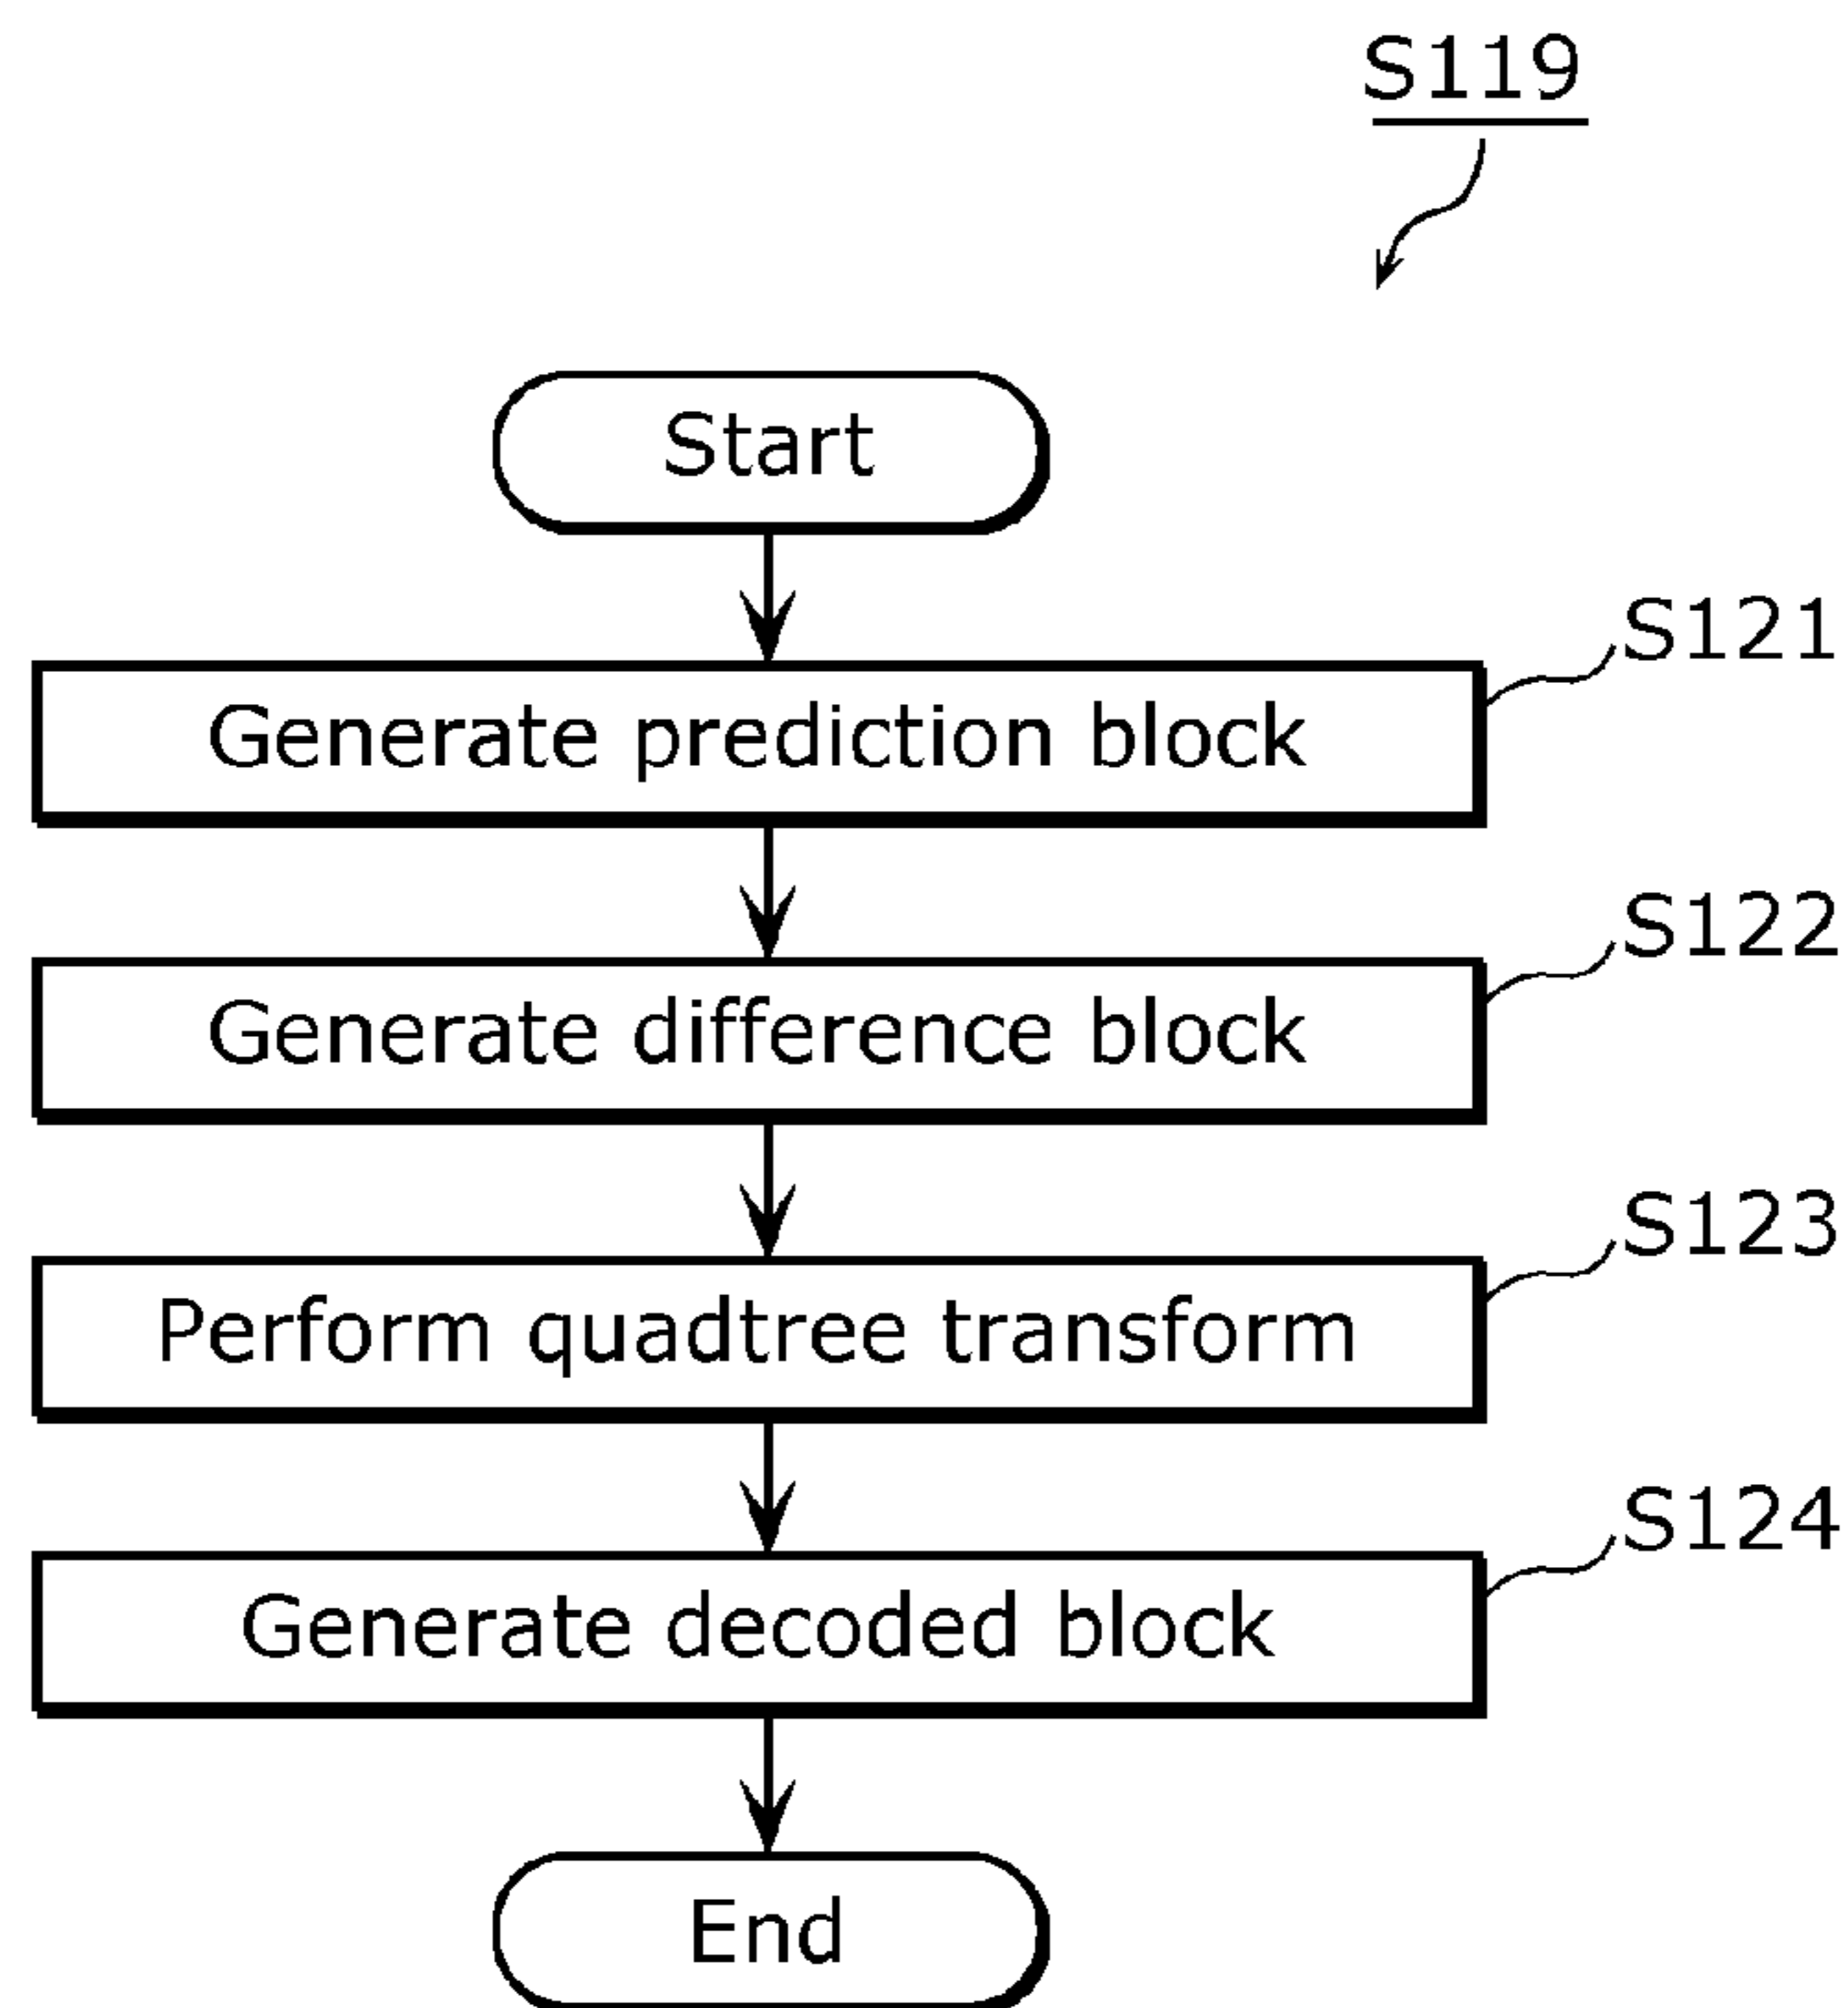 S119
Start
S121
Generate prediction block
S122
Generate difference block
S123
Perform quadtree transform
S124
Generate decoded block
End